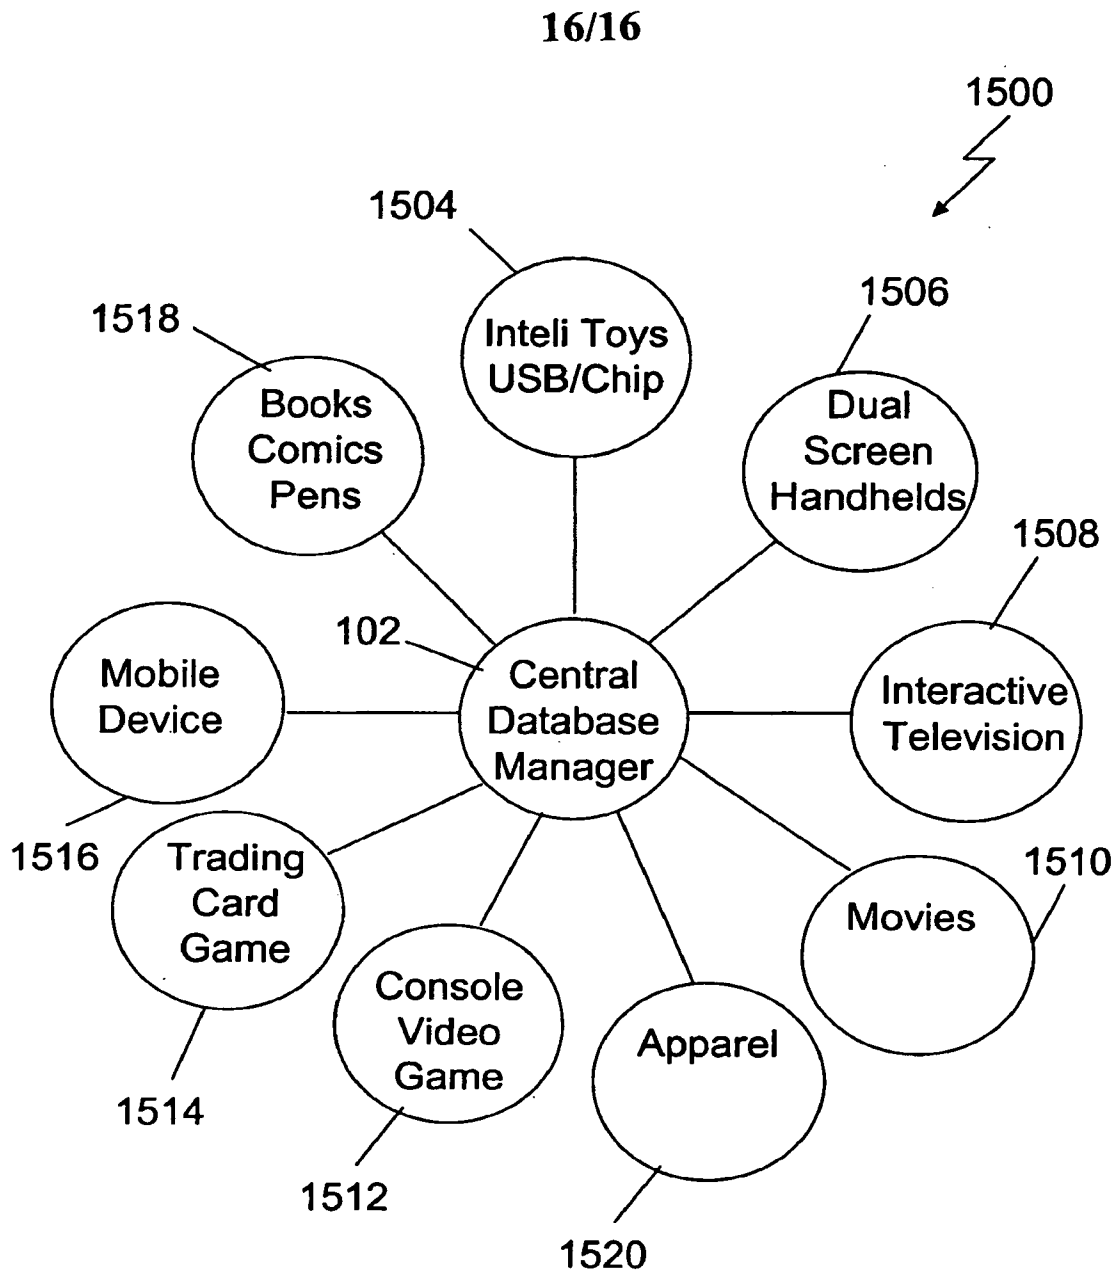 16/16
1500
1504
Inteli Toys
USB/Chip
1506
Dual
Screen
Handhelds
1518
Books
Comics
Pens
1508
Interactive
Television
102
Central
Database
Manager
Mobile
Device
1516
Trading
Card
Game
1514
Console
Video
Game
1512
Apparel
1520
Movies
1510